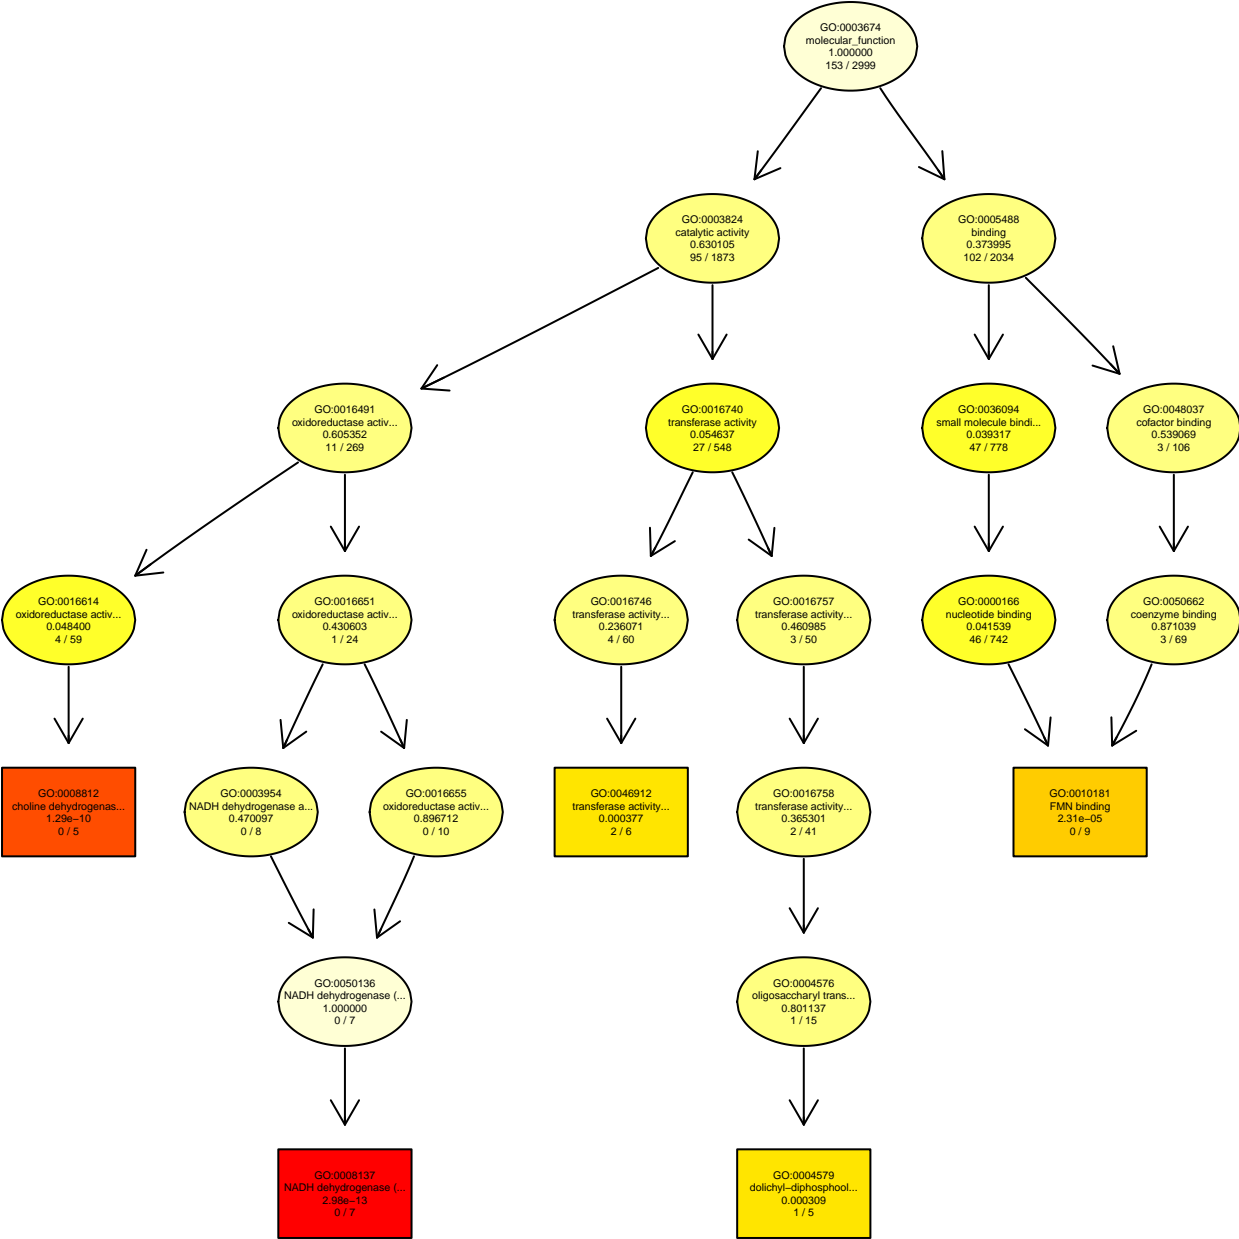 GO:0003674
molecular_function
1.000000
153 / 2999
GO:0003824
catalytic activity
0.630105
95 / 1873
GO:0005488
binding
0.373995
102 / 2034
GO:0016491
oxidoreductase activ...
0.605352
11 / 269
GO:0016740
transferase activity
0.054637
27 / 548
GO:0036094
small molecule bindi...
0.039317
47 / 778
GO:0048037
cofactor binding
0.539069
3 / 106
GO:0016614
oxidoreductase activ...
0.048400
4 / 59
GO:0016651
oxidoreductase activ...
0.430603
1 / 24
GO:0016746
transferase activity...
0.236071
4 / 60
GO:0016757
transferase activity...
0.460985
3 / 50
GO:0000166
nucleotide binding
0.041539
46 / 742
GO:0050662
coenzyme binding
0.871039
3 / 69
GO:0008812
choline dehydrogenas...
1.29e−10
0 / 5
GO:0003954
NADH dehydrogenase a...
0.470097
0 / 8
GO:0016655
oxidoreductase activ...
0.896712
0 / 10
GO:0046912
transferase activity...
0.000377
2 / 6
GO:0016758
transferase activity...
0.365301
2 / 41
GO:0010181
FMN binding
2.31e−05
0 / 9
GO:0050136
NADH dehydrogenase (...
1.000000
0 / 7
GO:0004576
oligosaccharyl trans...
0.801137
1 / 15
GO:0008137
NADH dehydrogenase (...
2.98e−13
0 / 7
GO:0004579
dolichyl−diphosphool...
0.000309
1 / 5